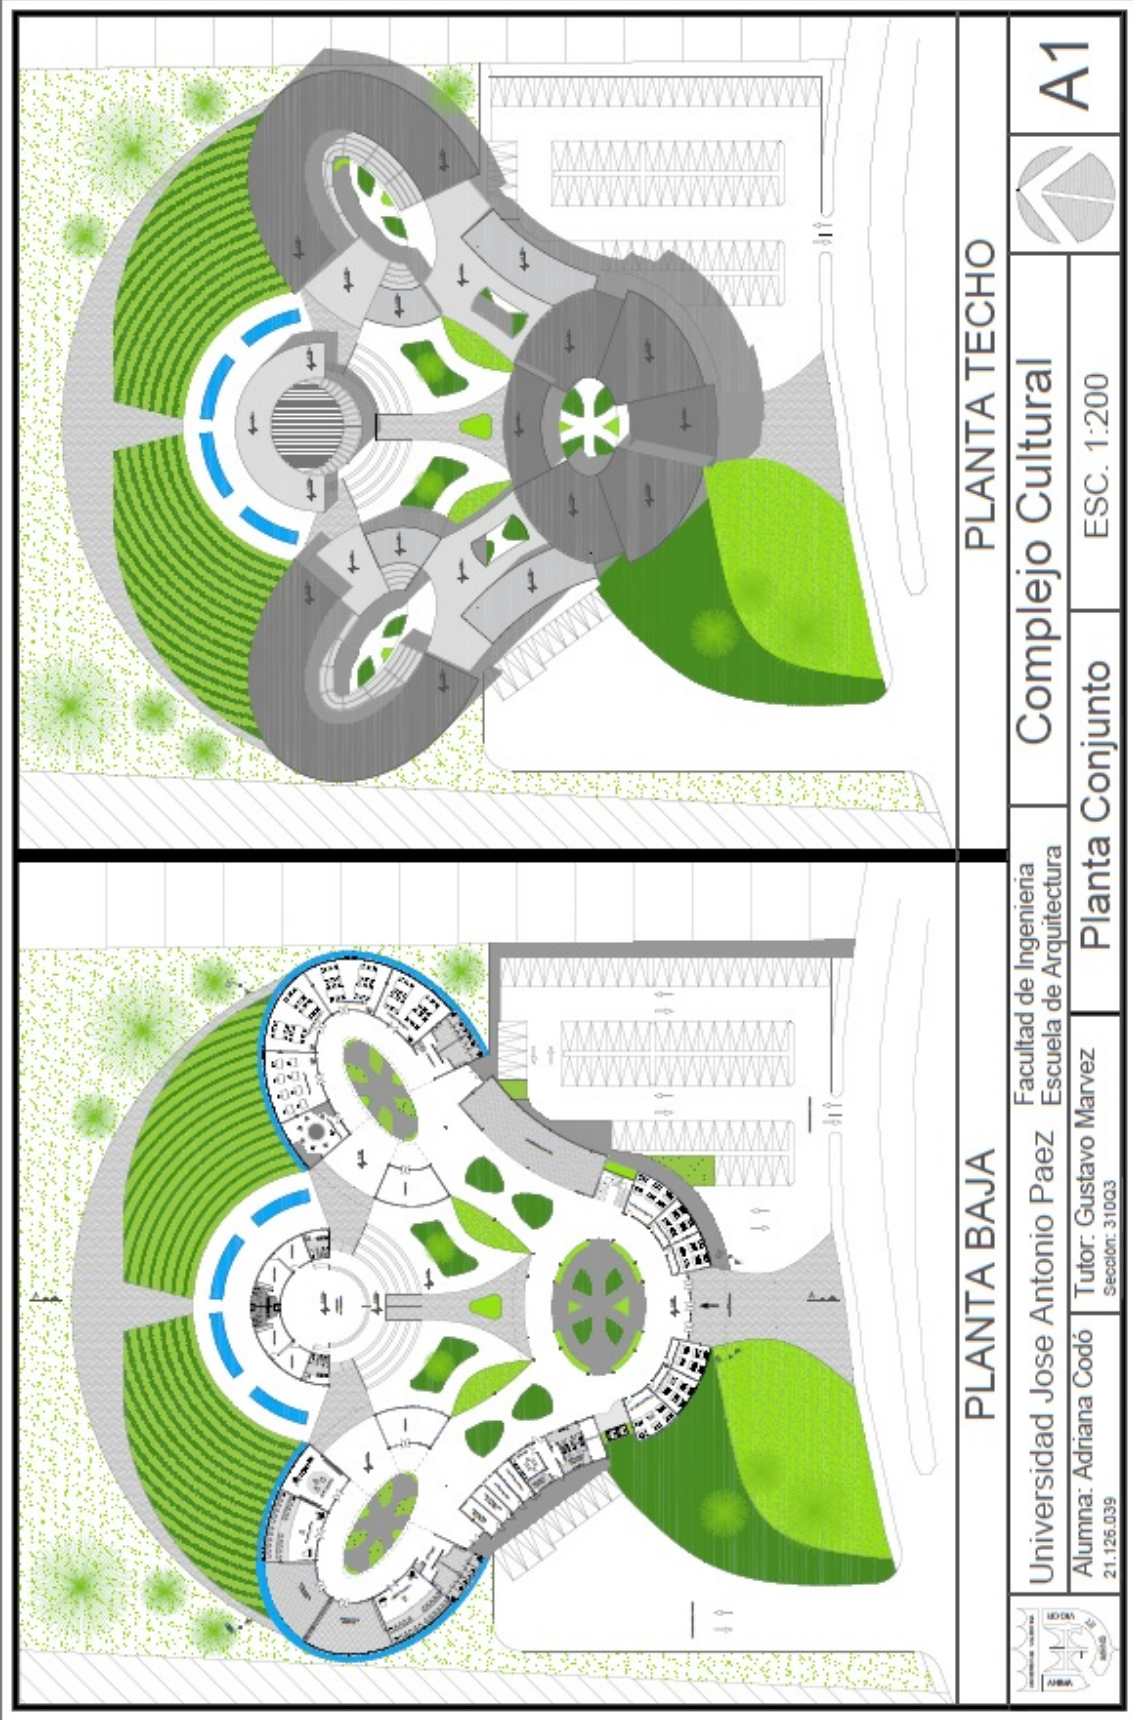 PLANTA BAJA
PLANTA TECHO
Universidad Jose Antonio Paez
Facultad de Ingenieria
Escuela de Arquitectura
Complejo Cultural
A1
Alumna: Adriana Codó
21.126.039
Tutor: Gustavo Marvez
sección: 310Q3
Planta Conjunto
ESC. 1:200